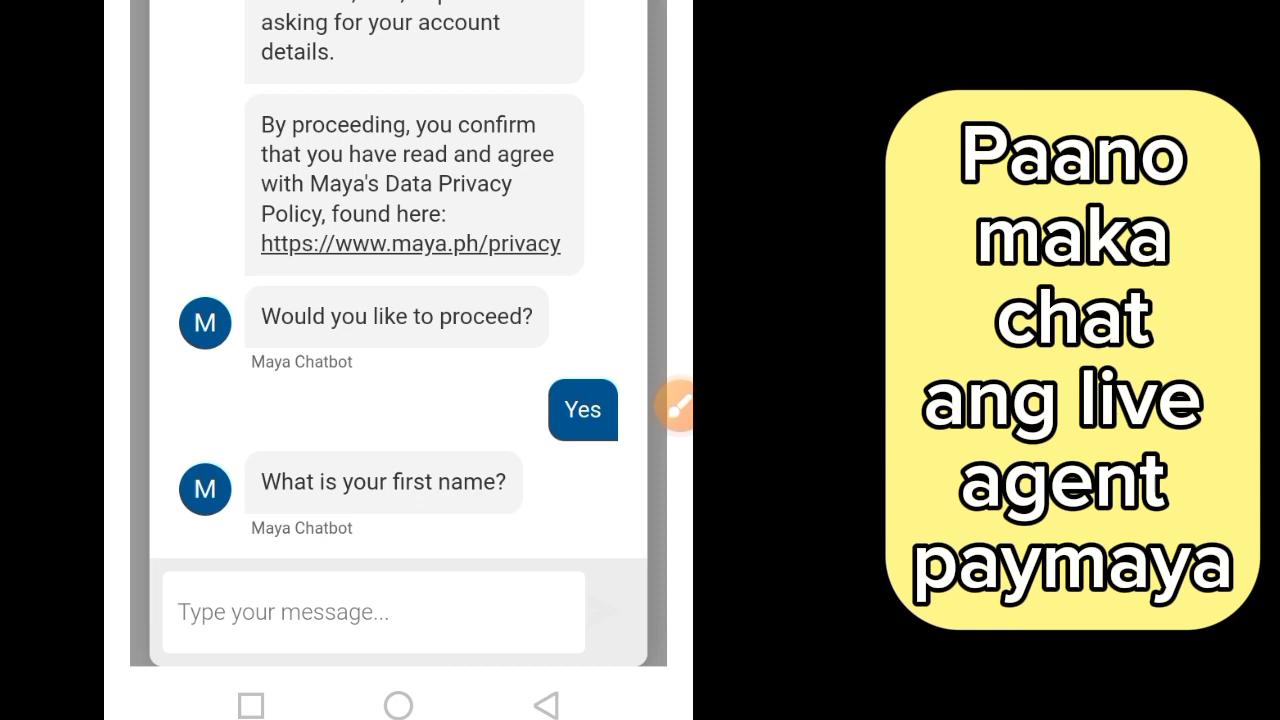 asking for your account
details.
By proceeding, you confirm
that you have read and agree
with Maya's Data Privacy
Policy, found here:
https://www.maya.ph/privacy
M
Would you like to proceed?
Maya Chatbot
Yes
M
What is your first name?
Maya Chatbot
Type your message...
Paano
maka
chat
ang live
agent
paymaya